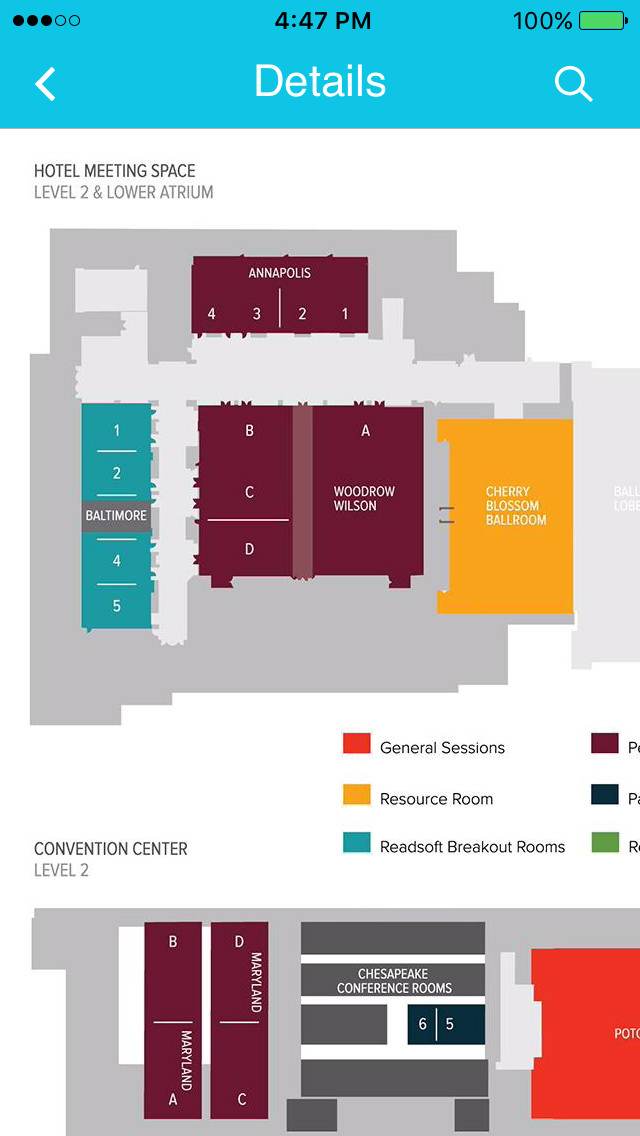 4:47 PM
100%
Details
HOTEL MEETING SPACE
LEVEL 2 & LOWER ATRIUM
ANNAPOLIS
4 3 2 1
1
2
BALTIMORE
4
5
B
C
D
A
WOODROW
WILSON
CHERRY
BLOSSOM
BALLROOM
BALL
LOBB
General Sessions
Pe
Resource Room
Pa
Readsoft Breakout Rooms
Re
CONVENTION CENTER
LEVEL 2
B
MARYLAND
A
D
MARYLAND
C
CHESAPEAKE
CONFERENCE ROOMS
6 5
POTO